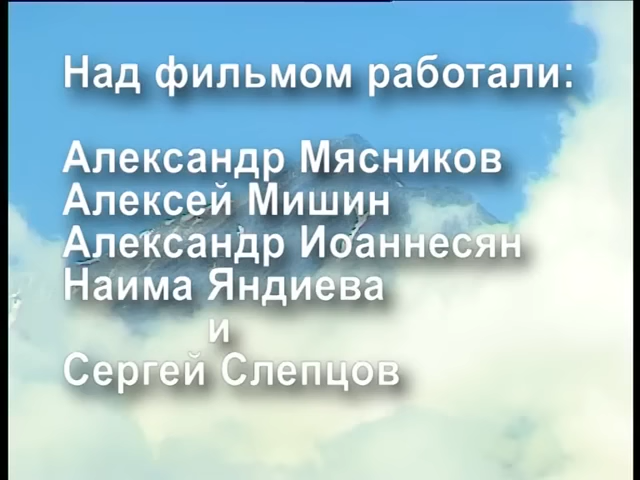 Над фильмом работали:
Александр Мясников
Алексей Мишин
Александр Иоаннесян
Наима Яндиева
и
Сергей Слепцов